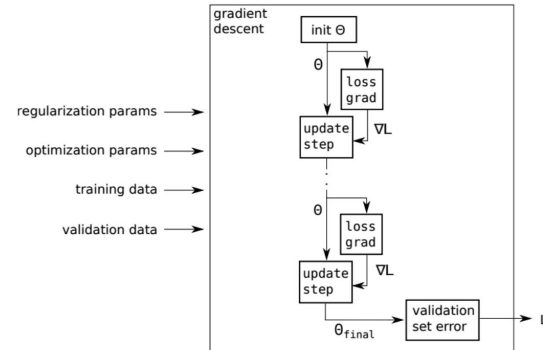 gradient
descent
init Θ
Θ
loss
grad
regularization params
∇L
update
step
optimization params
training data
Θ
loss
grad
validation data
∇L
update
step
validation
set error
Θfinal